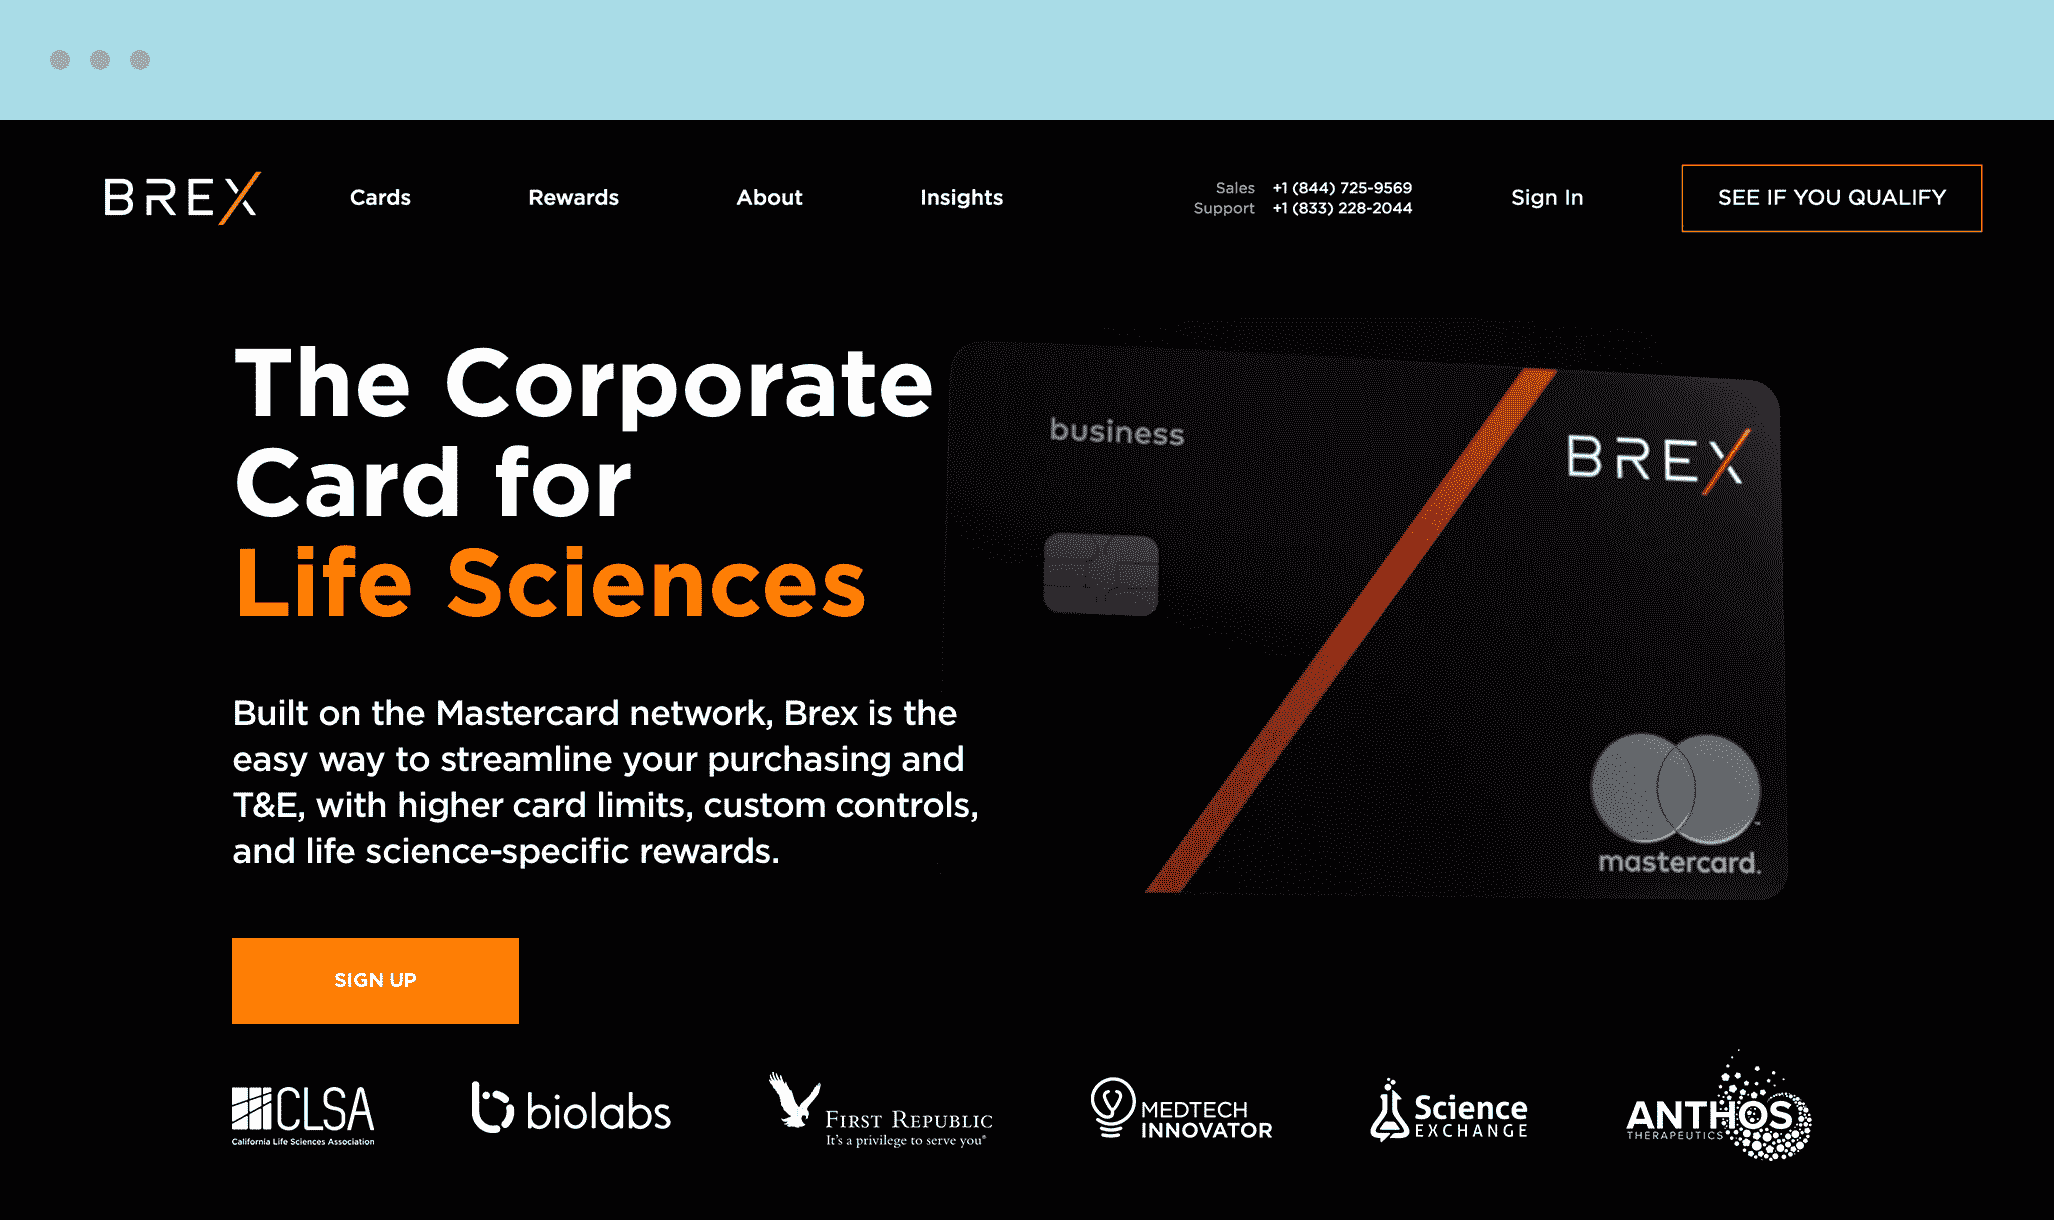 BREX
Cards
Rewards
About
Insights
Sales +1 (844) 725-9569
Support +1 (833) 228-2044
Sign In
SEE IF YOU QUALIFY
The Corporate
Card for
Life Sciences
business
BREX
mastercard.
Built on the Mastercard network, Brex is the
easy way to streamline your purchasing and
T&E, with higher card limits, custom controls,
and life science-specific rewards.
SIGN UP
CLSA
California Life Sciences Association
biolabs
FIRST REPUBLIC
It's a privilege to serve you®
MEDTECH
INNOVATOR
Science
EXCHANGE
ANTHOS
THERAPEUTICS